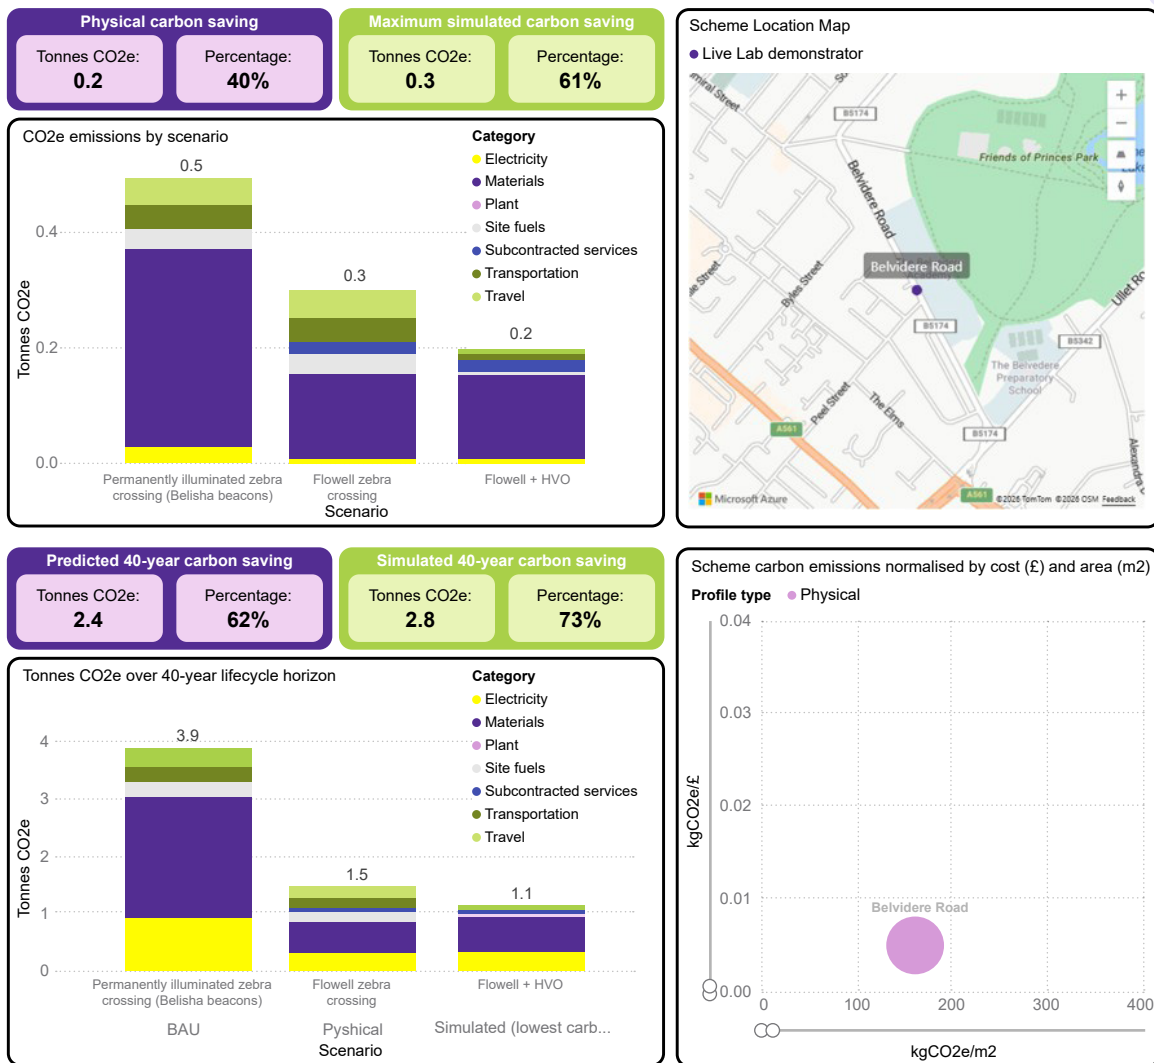 Physical carbon saving
Tonnes CO2e:
0.2
Percentage:
40%
Maximum simulated carbon saving
Tonnes CO2e:
0.3
Percentage:
61%
CO2e emissions by scenario
Category
Electricity
Materials
Plant
Site fuels
Subcontracted services
Transportation
Travel
Tonnes CO2e
0.4
0.2
0.0
0.5
0.3
0.2
Permanently illuminated zebra
crossing (Belisha beacons)
Flowell zebra
crossing
Flowell + HVO
Scenario
Scheme Location Map
Live Lab demonstrator
miral Street
B5174
Friends of Princes Park
Belvidere Road
Belvidere Road
Byles Street
Ullet Ro
B5174
B5342
The Belvedere
Preparatory
School
Peel Street
The Elms
A561
B5174
Alexandra
A561
Microsoft Azure
©2026 TomTom ©2026 OSM Feedback
Predicted 40-year carbon saving
Tonnes CO2e:
2.4
Percentage:
62%
Simulated 40-year carbon saving
Tonnes CO2e:
2.8
Percentage:
73%
Tonnes CO2e over 40-year lifecycle horizon
Category
Electricity
Materials
Plant
Site fuels
Subcontracted services
Transportation
Travel
Tonnes CO2e
4
3
2
1
0
3.9
1.5
1.1
Permanently illuminated zebra
crossing (Belisha beacons)
Flowell zebra
crossing
Flowell + HVO
BAU
Pyshical
Simulated (lowest carb...
Scenario
Scheme carbon emissions normalised by cost (£) and area (m2)
Profile type
Physical
kgCO2e/£
0.04
0.03
0.02
0.01
0.00
Belvidere Road
0
100
200
300
400
kgCO2e/m2